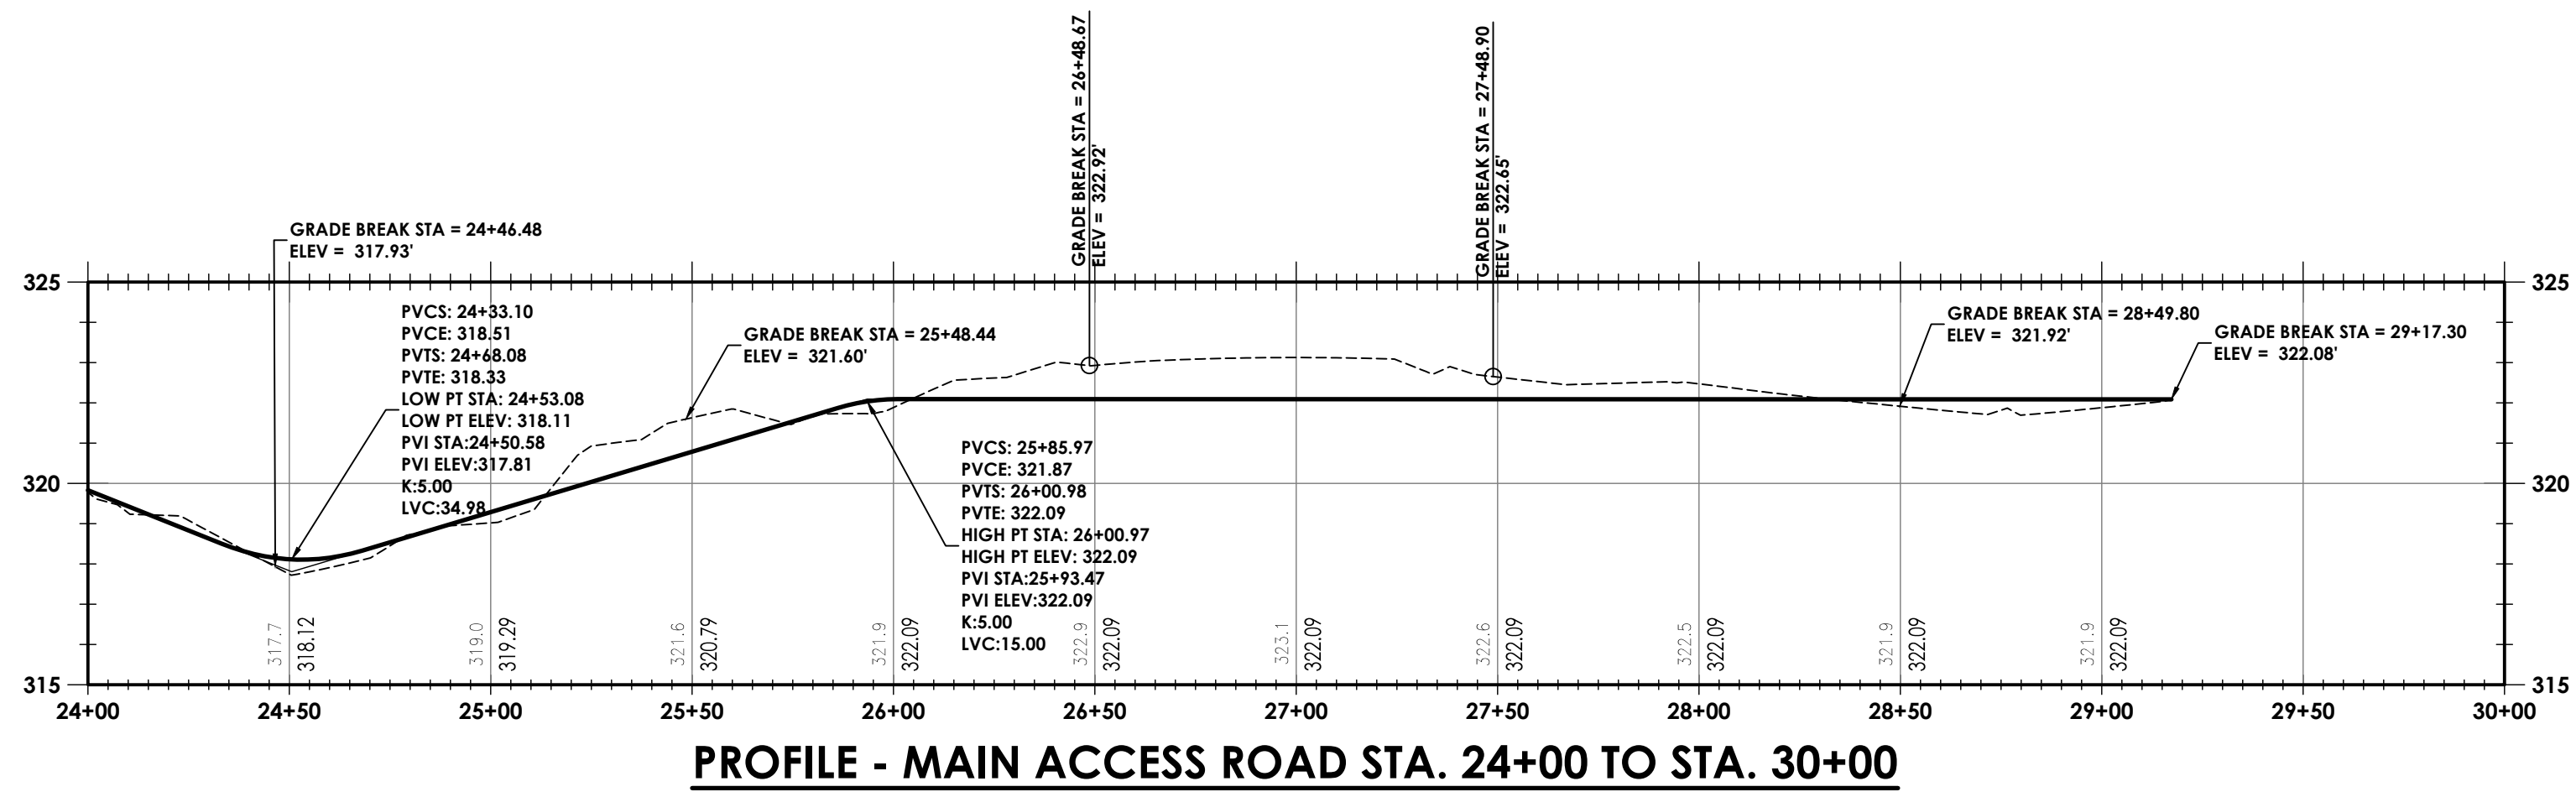 GRADE BREAK STA = 26+48.67
ELEV = 322.92'
GRADE BREAK STA = 27+48.90
ELEV = 322.65'
GRADE BREAK STA = 24+46.48
ELEV = 317.93'
325
325
PVCS: 24+33.10
PVCE: 318.51
PVTS: 24+68.08
PVTE: 318.33
LOW PT STA: 24+53.08
LOW PT ELEV: 318.11
PVI STA:24+50.58
PVI ELEV:317.81
K:5.00
LVC:34.98
GRADE BREAK STA = 25+48.44
ELEV = 321.60'
GRADE BREAK STA = 28+49.80
ELEV = 321.92'
GRADE BREAK STA = 29+17.30
ELEV = 322.08'
PVCS: 25+85.97
PVCE: 321.87
PVTS: 26+00.98
PVTE: 322.09
HIGH PT STA: 26+00.97
HIGH PT ELEV: 322.09
PVI STA:25+93.47
PVI ELEV:322.09
K:5.00
LVC:15.00
320
320
317.7
318.12
319.0
319.29
321.6
320.79
321.9
322.09
322.9
322.09
323.1
322.09
322.6
322.09
322.5
322.09
321.9
322.09
321.9
322.09
315
315
24+00 24+50 25+00 25+50 26+00 26+50 27+00 27+50 28+00 28+50 29+00 29+50 30+00
PROFILE - MAIN ACCESS ROAD STA. 24+00 TO STA. 30+00